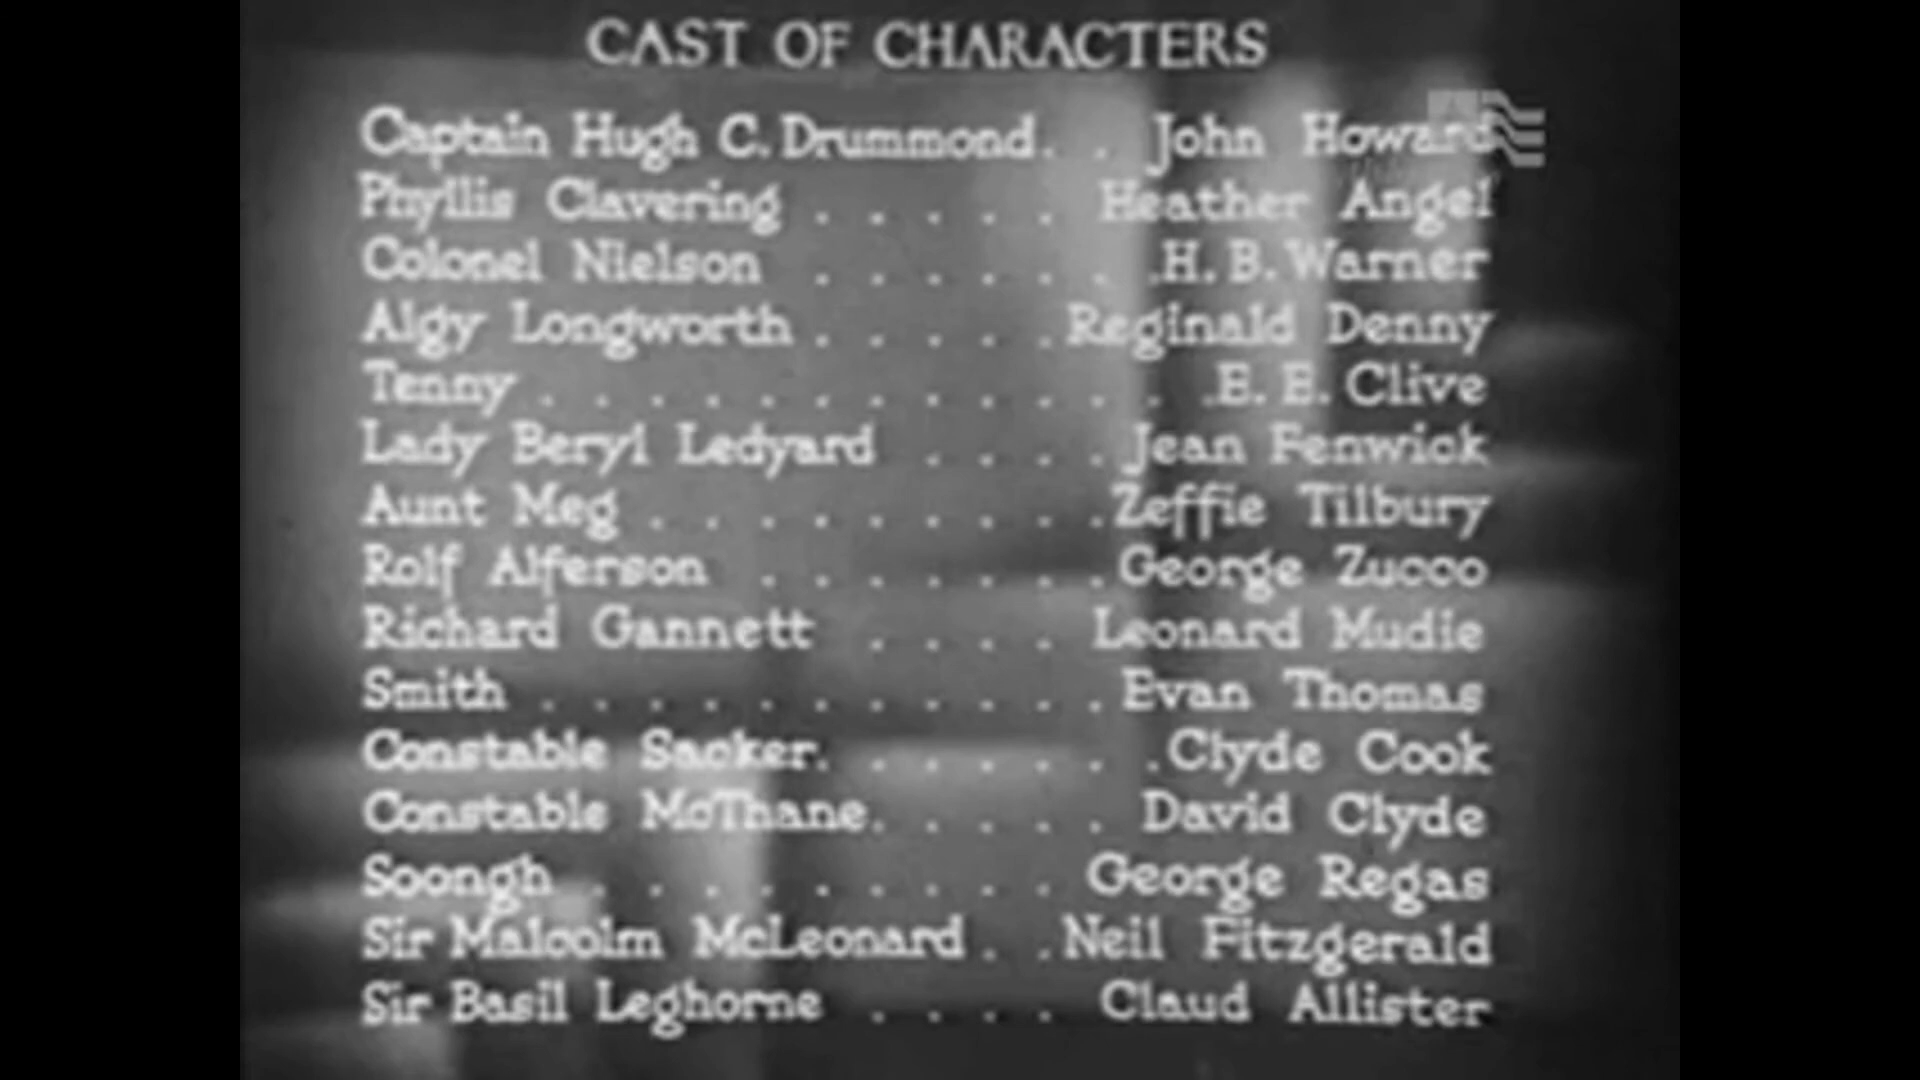 CAST OF CHARACTERS
Captain Hugh C. Drummond . . John Howard
Phyllis Clavering . . . . . Heather Angel
Colonel Nielson . . . . . . . H. B. Warner
Algy Longworth . . . . . Reginald Denny
Tenny . . . . . . . . . . . . . E. E. Clive
Lady Beryl Ledyard . . . . Jean Fenwick
Aunt Meg . . . . . . . . . Zeffie Tilbury
Rolf Alferson . . . . . . . George Zucco
Richard Gannett . . . . Leonard Mudie
Smith . . . . . . . . . . . Evan Thomas
Constable Sacker . . . . . . . Clyde Cook
Constable McThane . . . . . David Clyde
Soongh . . . . . . . . . George Regas
Sir Malcolm McLeonard . . Neil Fitzgerald
Sir Basil Leghorne . . . . Claud Allister